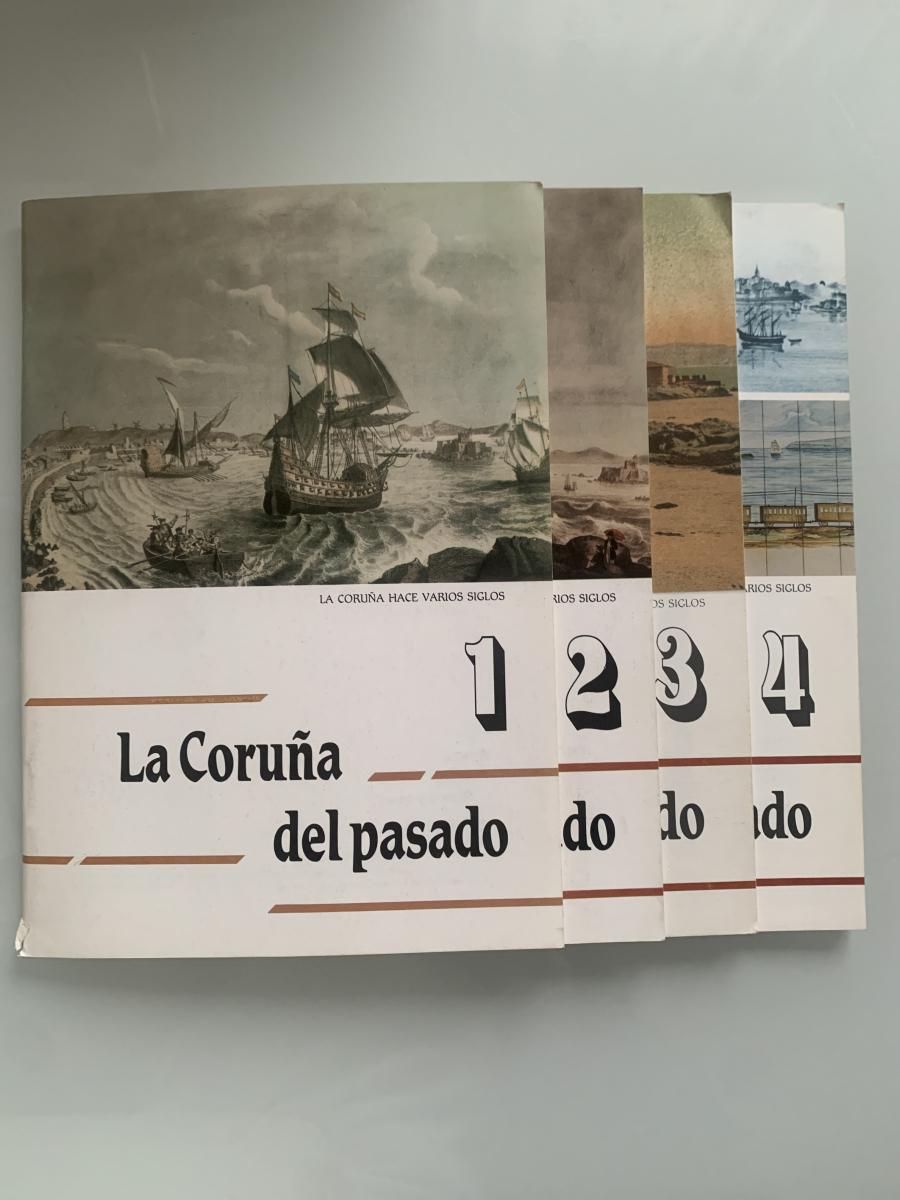 LA CORUÑA HACE VARIOS SIGLOS
1
La Coruña
del pasado
RIOS SIGLOS
2
do
OS SIGLOS
3
do
ARIOS SIGLOS
4
ado